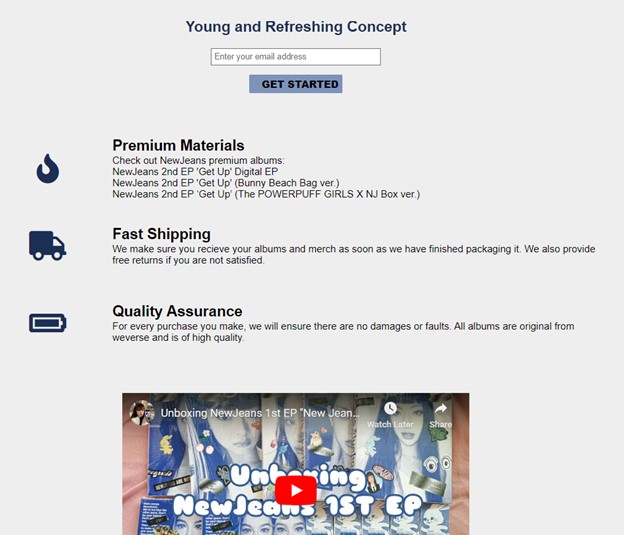 Young and Refreshing Concept
Enter your email address
GET STARTED
Premium Materials
Check out NewJeans premium albums:
NewJeans 2nd EP 'Get Up' Digital EP
NewJeans 2nd EP 'Get Up' (Bunny Beach Bag ver.)
NewJeans 2nd EP 'Get Up' (The POWERPUFF GIRLS X NJ Box ver.)
Fast Shipping
We make sure you recieve your albums and merch as soon as we have finished packaging it. We also provide
free returns if you are not satisfied.
Quality Assurance
For every purchase you make, we will ensure there are no damages or faults. All albums are original from
weverse and is of high quality.
Unboxing NewJeans 1st EP "New Jean...
Watch Later
Share
Unboxing
NewJeans 1ST EP